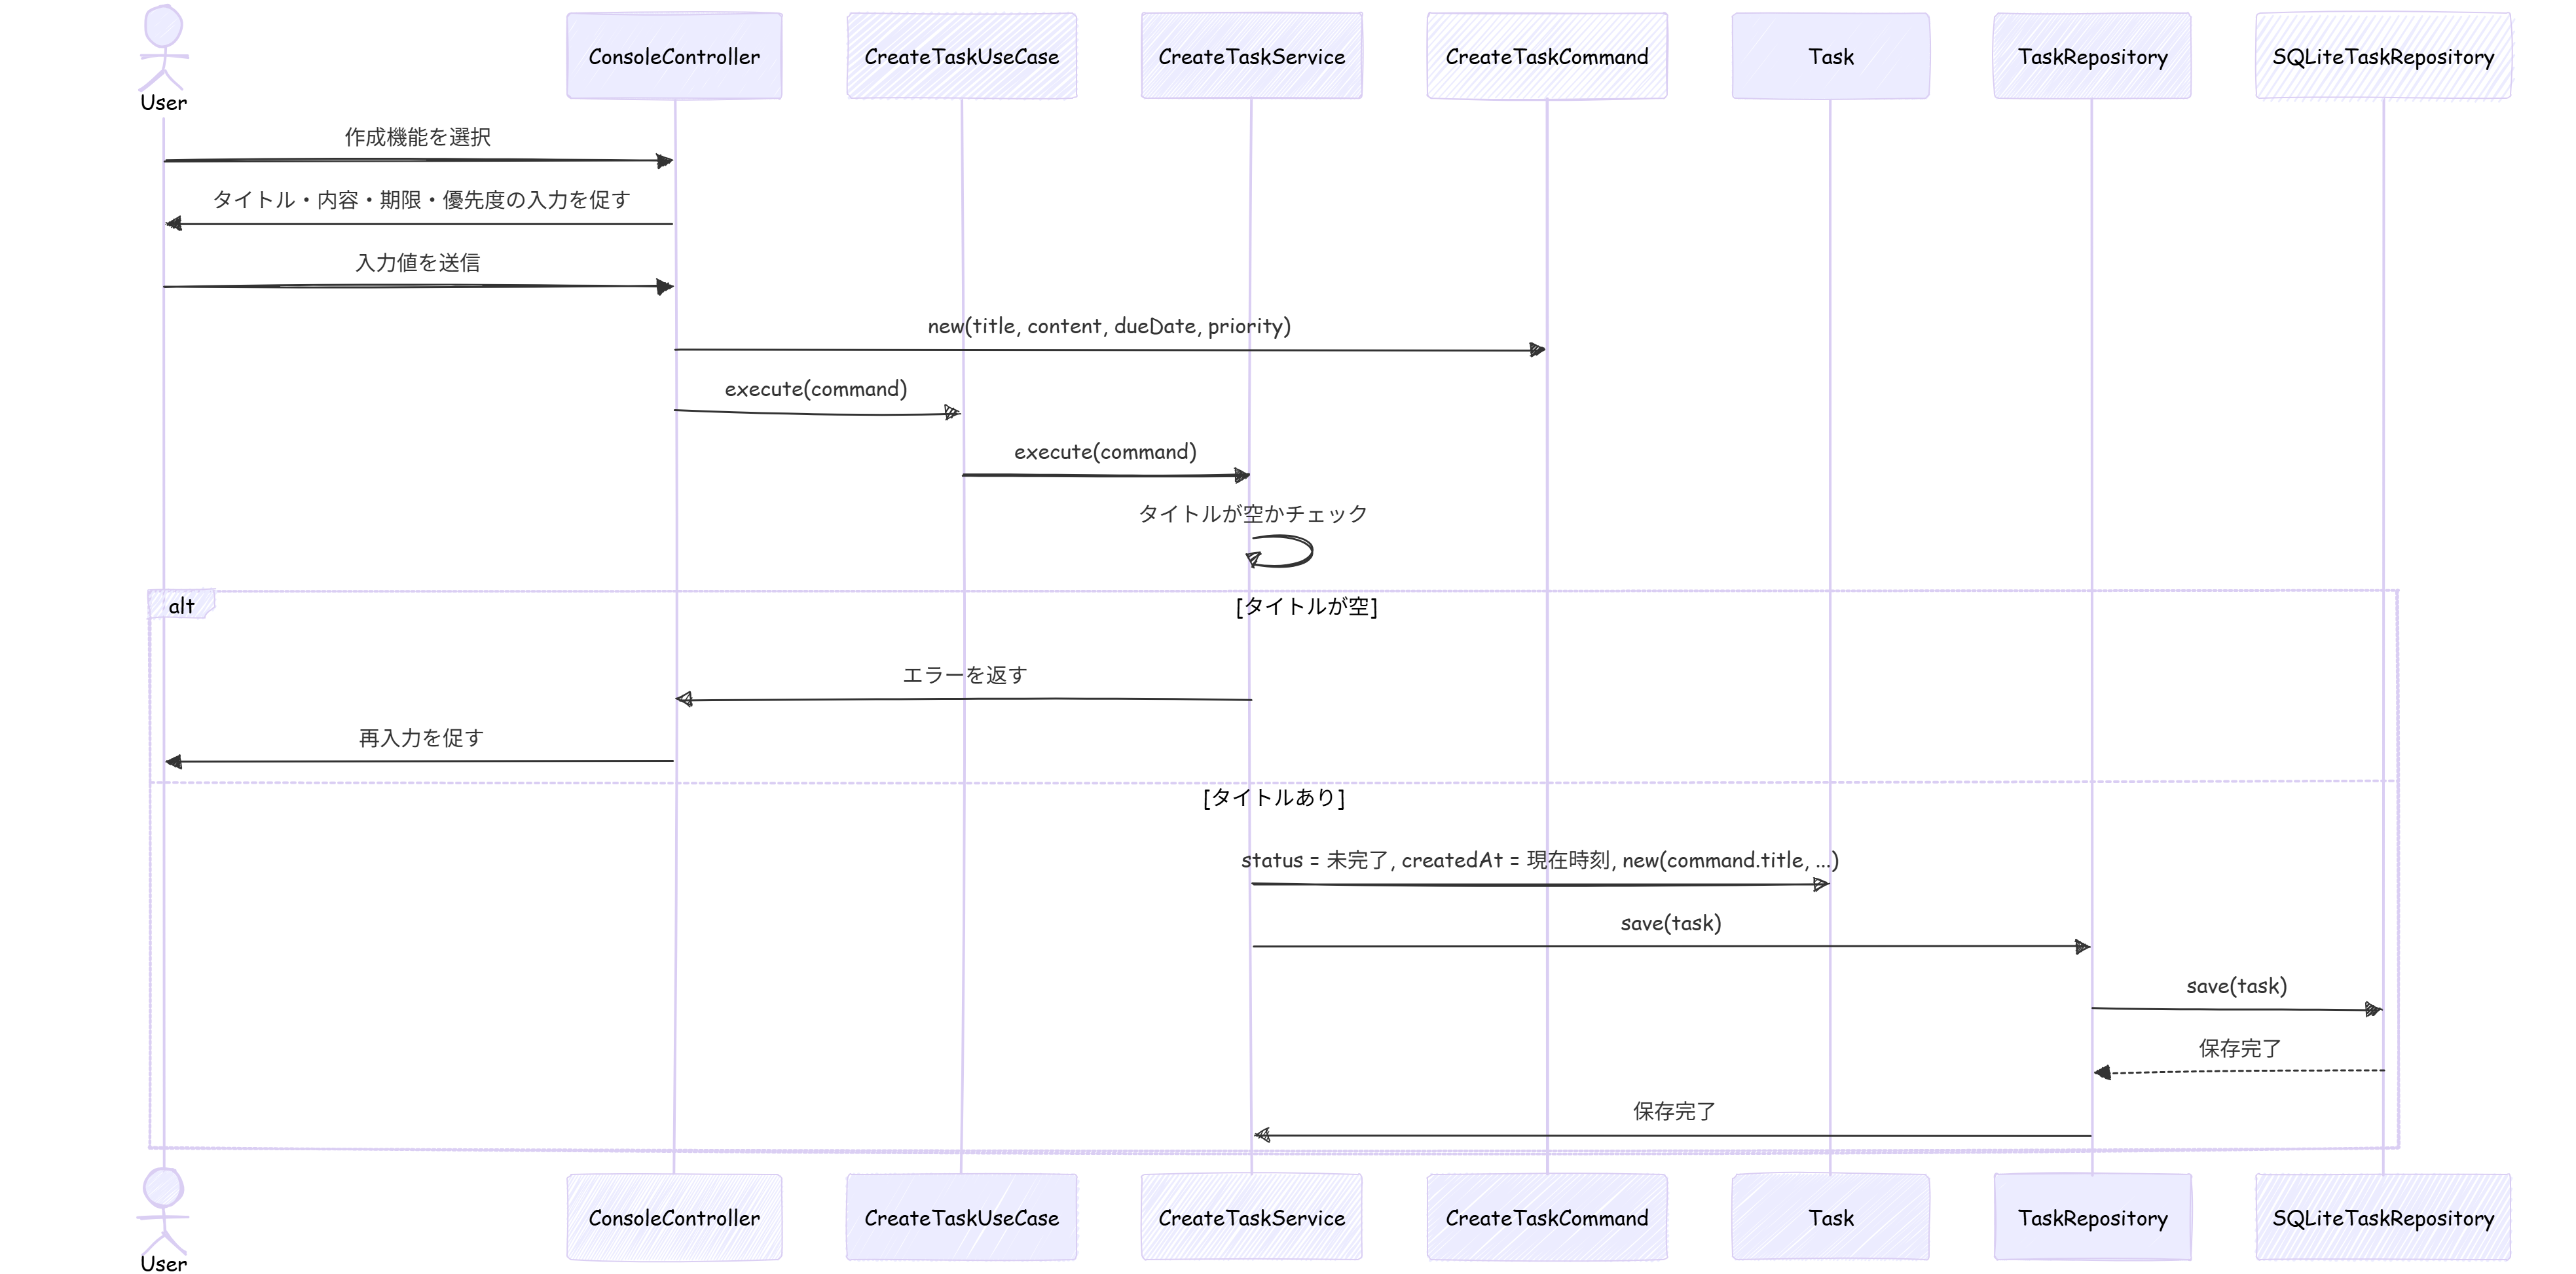 User
ConsoleController
CreateTaskUseCase
CreateTaskService
CreateTaskCommand
Task
TaskRepository
SQLiteTaskRepository
作成機能を選択
タイトル・内容・期限・優先度の入力を促す
入力値を送信
new(title, content, dueDate, priority)
execute(command)
execute(command)
タイトルが空かチェック
alt
[タイトルが空]
エラーを返す
再入力を促す
[タイトルあり]
status = 未完了, createdAt = 現在時刻, new(command.title, ...)
save(task)
save(task)
保存完了
保存完了
User
ConsoleController
CreateTaskUseCase
CreateTaskService
CreateTaskCommand
Task
TaskRepository
SQLiteTaskRepository